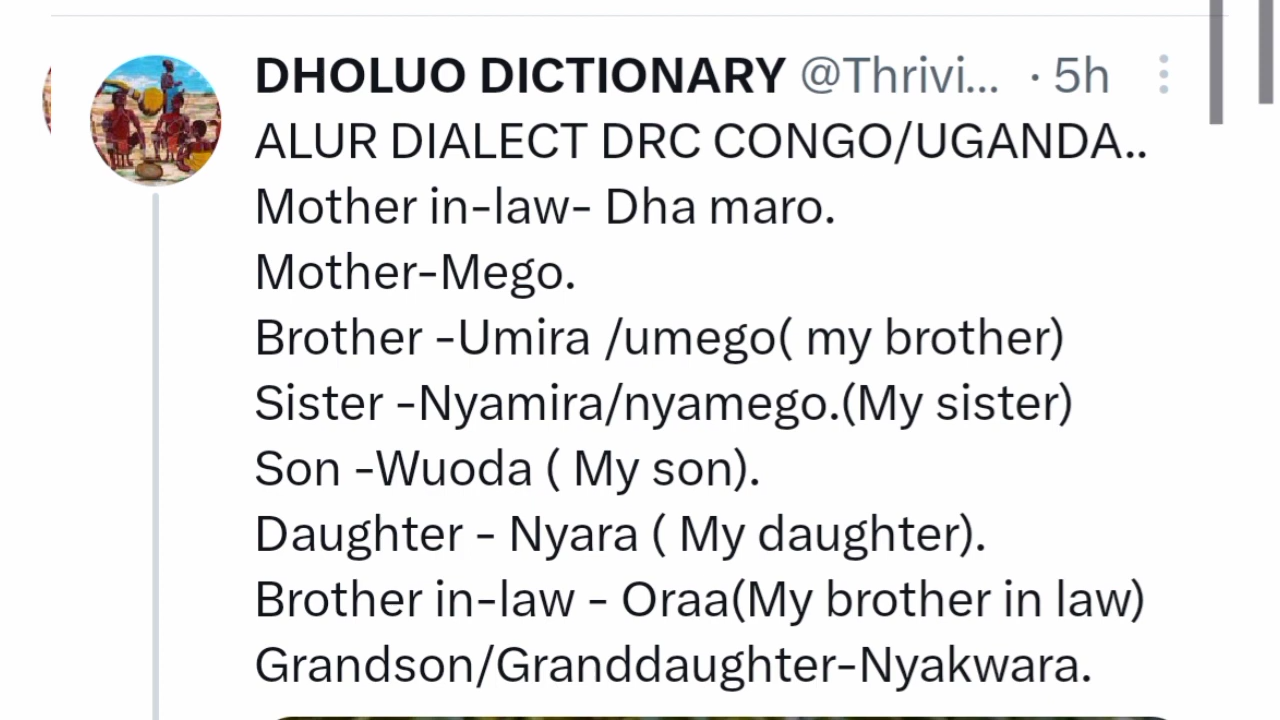 DHOLUO DICTIONARY @Thrivi... · 5h
ALUR DIALECT DRC CONGO/UGANDA..
Mother in-law- Dha maro.
Mother-Mego.
Brother -Umira /umego( my brother)
Sister -Nyamira/nyamego.(My sister)
Son -Wuoda ( My son).
Daughter - Nyara ( My daughter).
Brother in-law - Oraa(My brother in law)
Grandson/Granddaughter-Nyakwara.